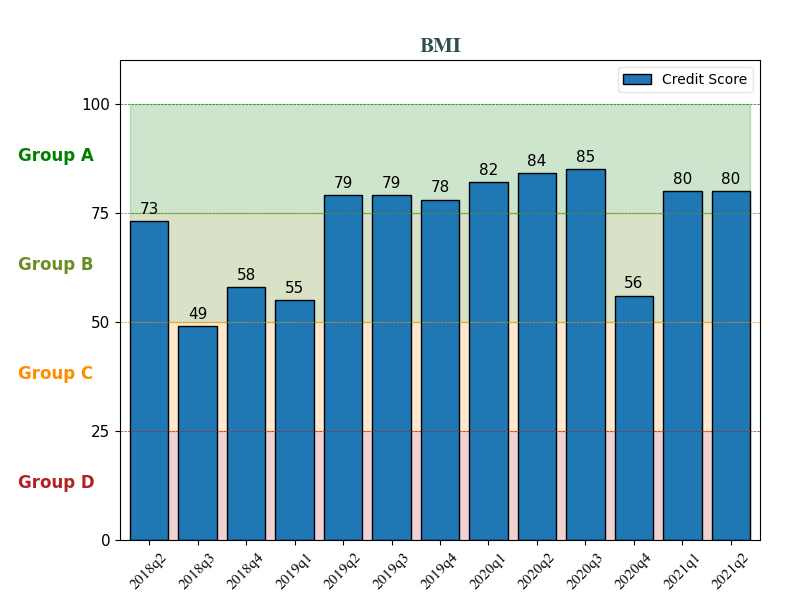 BMI
Credit Score
100
Group A
75
Group B
50
Group C
25
Group D
0
73
49
58
55
79
79
78
82
84
85
56
80
80
2018q2
2018q3
2018q4
2019q1
2019q2
2019q3
2019q4
2020q1
2020q2
2020q3
2020q4
2021q1
2021q2